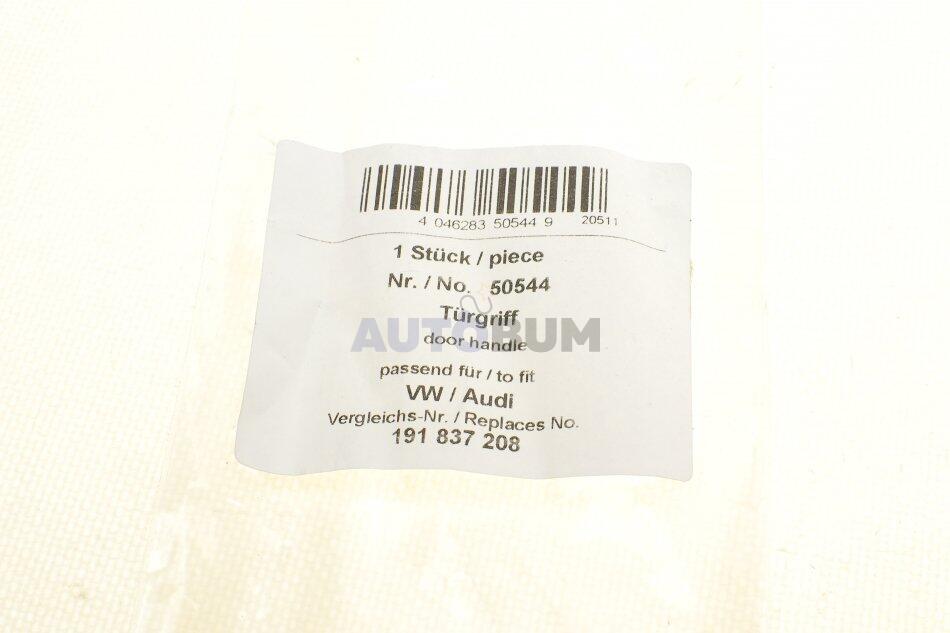 4 046283 50544 9 20511
1 Stück / piece
Nr. / No. 50544
Türgriff
AUTOBUM
door handle
passend für / to fit
VW / Audi
Vergleichs-Nr. / Replaces No.
191 837 208